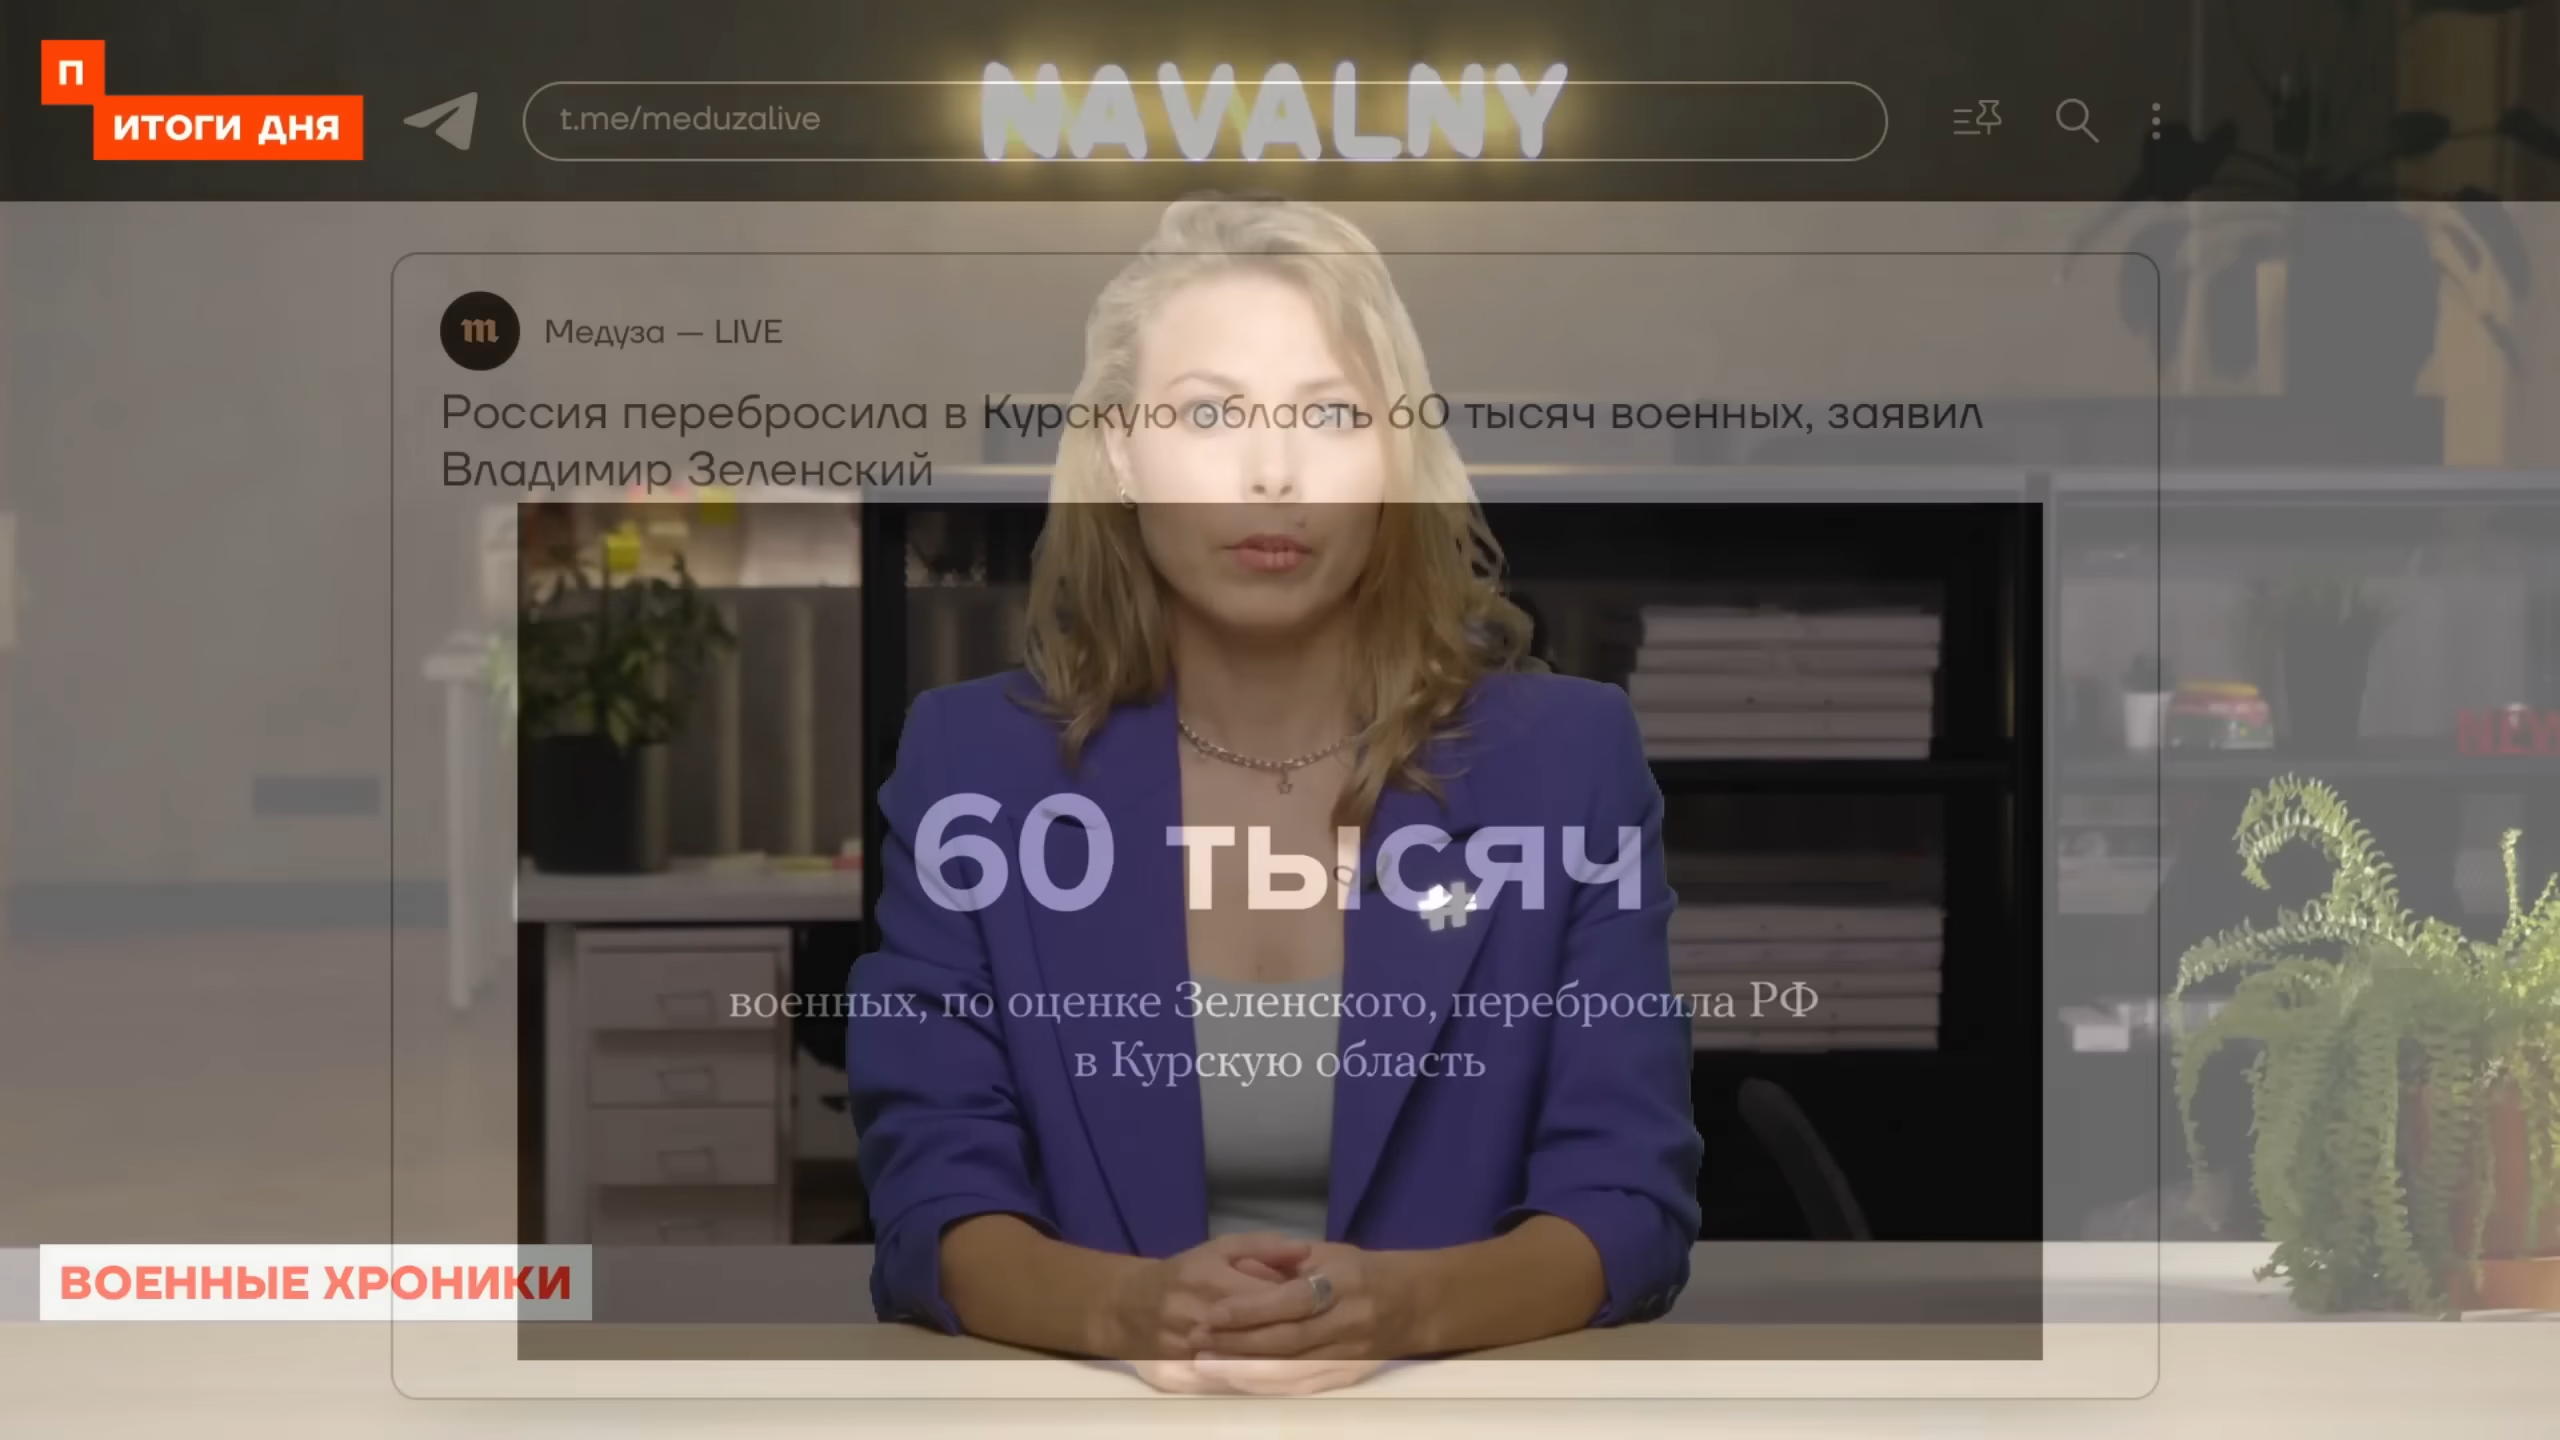 п
итоги дня
t.me/meduzalive
NAVALNY
m
Медуза — LIVE
Россия перебросила в Курскую область 60 тысяч военных, заявил
Владимир Зеленский
60 тысяч
#
военных, по оценке Зеленского, перебросила РФ
в Курскую область
ВОЕННЫЕ ХРОНИКИ